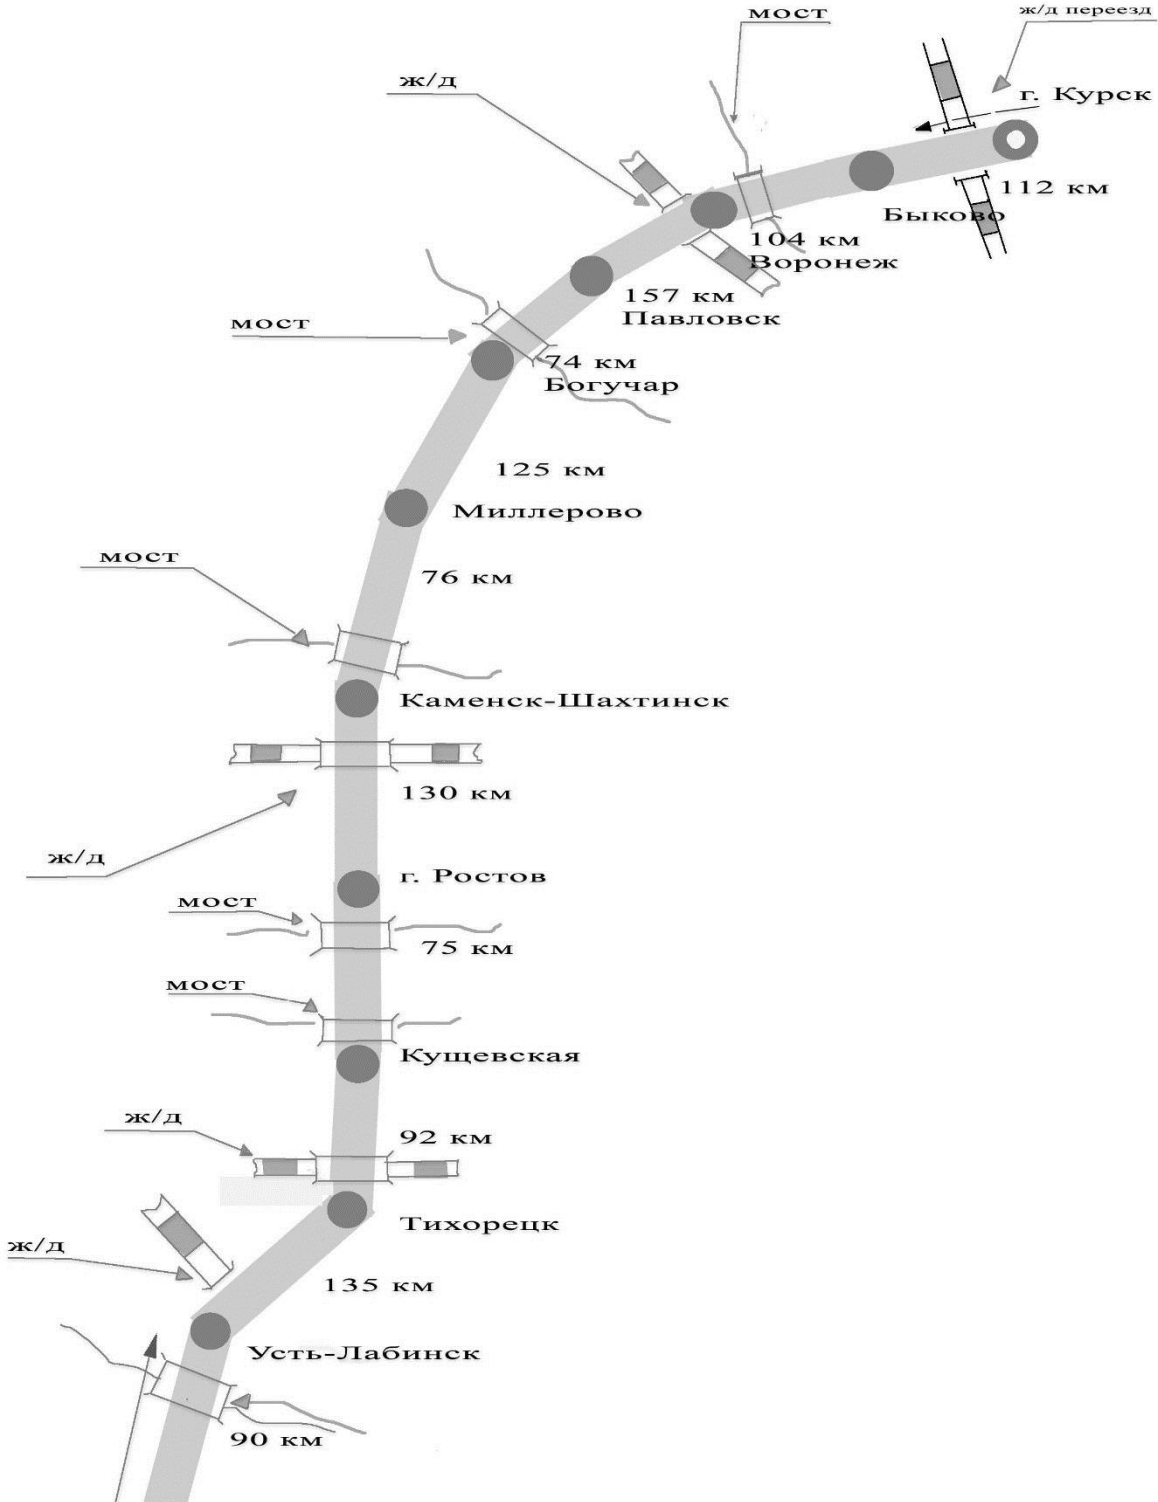 ж/д переезд
мост
ж/д
г. Курск
112 км
Быково
104 км
Воронеж
157 км
Павловск
мост
74 км
Богучар
125 км
Миллерово
мост
76 км
Каменск-Шахтинск
130 км
ж/д
г. Ростов
мост
75 км
мост
Кущевская
ж/д
92 км
Тихорецк
ж/д
135 км
Усть-Лабинск
90 км